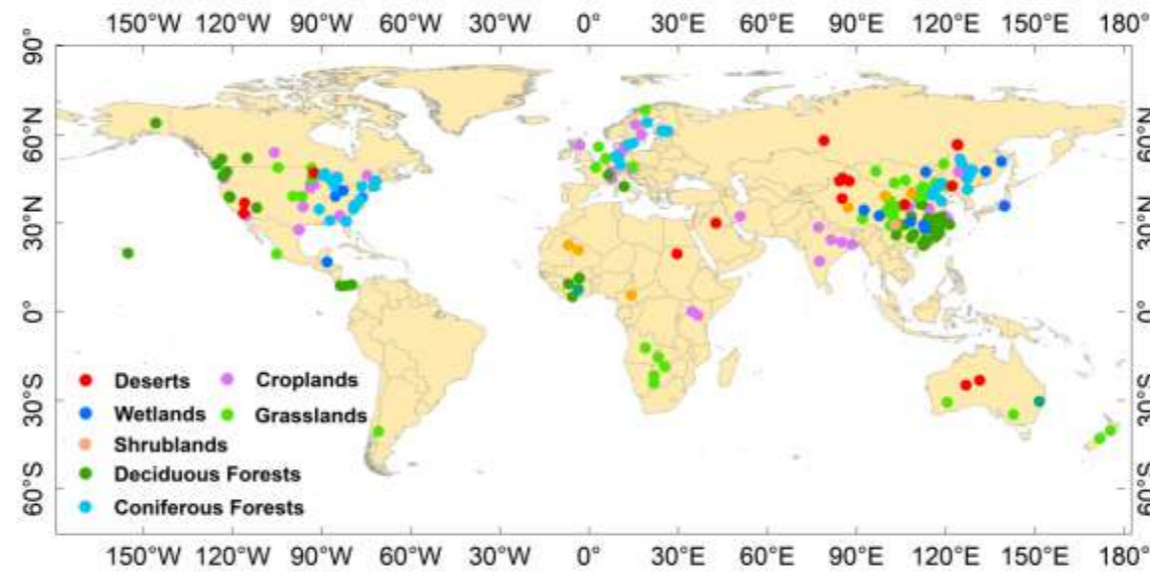 150°W 120°W 90°W 60°W 30°W 0° 30°E 60°E 90°E 120°E 150°E 180°
90°
60°N 60°N
30°N 30°N
0° 0°
30°S 30°S
60°S 60°S
Deserts Croplands
Wetlands Grasslands
Shrublands
Deciduous Forests
Coniferous Forests
150°W 120°W 90°W 60°W 30°W 0° 30°E 60°E 90°E 120°E 150°E 180°